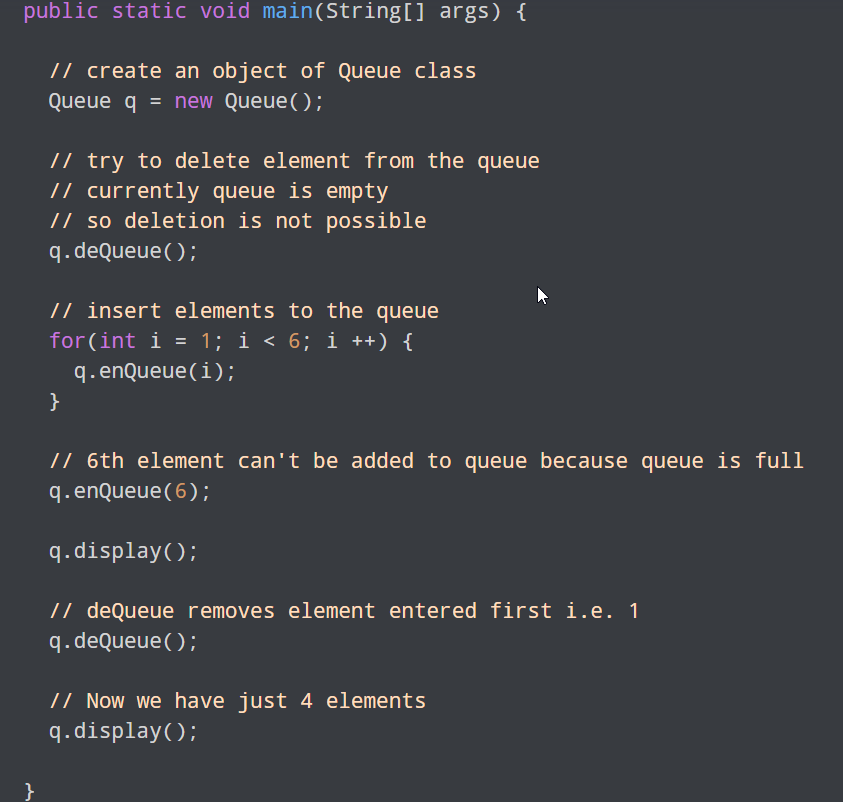 public static void main(String[] args) {
// create an object of Queue class
Queue q = new Queue();
// try to delete element from the queue
// currently queue is empty
// so deletion is not possible
q.deQueue();
// insert elements to the queue
for(int i = 1; i < 6; i ++) {
q.enQueue(i);
}
// 6th element can't be added to queue because queue is full
q.enQueue(6);
q.display();
// deQueue removes element entered first i.e. 1
q.deQueue();
// Now we have just 4 elements
q.display();
}